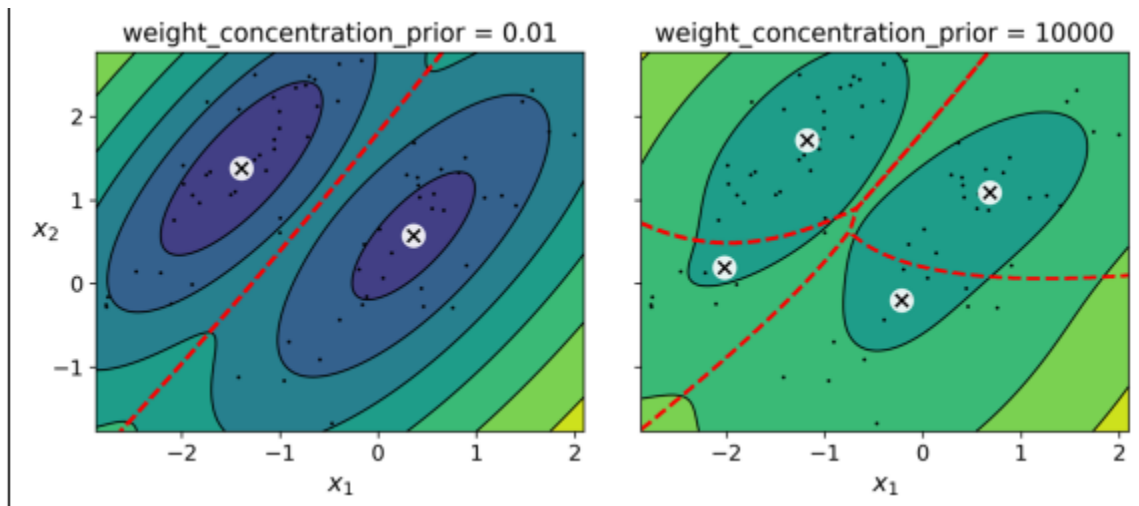 weight_concentration_prior = 0.01
weight_concentration_prior = 10000
x₂
2
1
0
−1
−2 −1 0 1 2
−2 −1 0 1 2
x₁
x₁